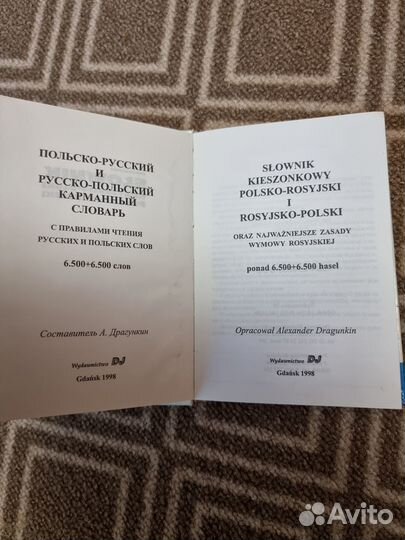 ПОЛЬСКО-РУССКИЙ
И
РУССКО-ПОЛЬСКИЙ
КАРМАННЫЙ
СЛОВАРЬ
С ПРАВИЛАМИ ЧТЕНИЯ
РУССКИХ И ПОЛЬСКИХ СЛОВ
6.500+6.500 слов
Составитель А. Драгункин
Wydawnictwo DJ
Gdańsk 1998
SŁOWNIK
KIESZONKOWY
POLSKO-ROSYJSKI
I
ROSYJSKO-POLSKI
ORAZ NAJWAŻNIEJSZE ZASADY
WYMOWY ROSYJSKIEJ
ponad 6.500+6.500 haseł
Opracował Alexander Dragunkin
Wydawnictwo DJ
Gdańsk 1998
Avito